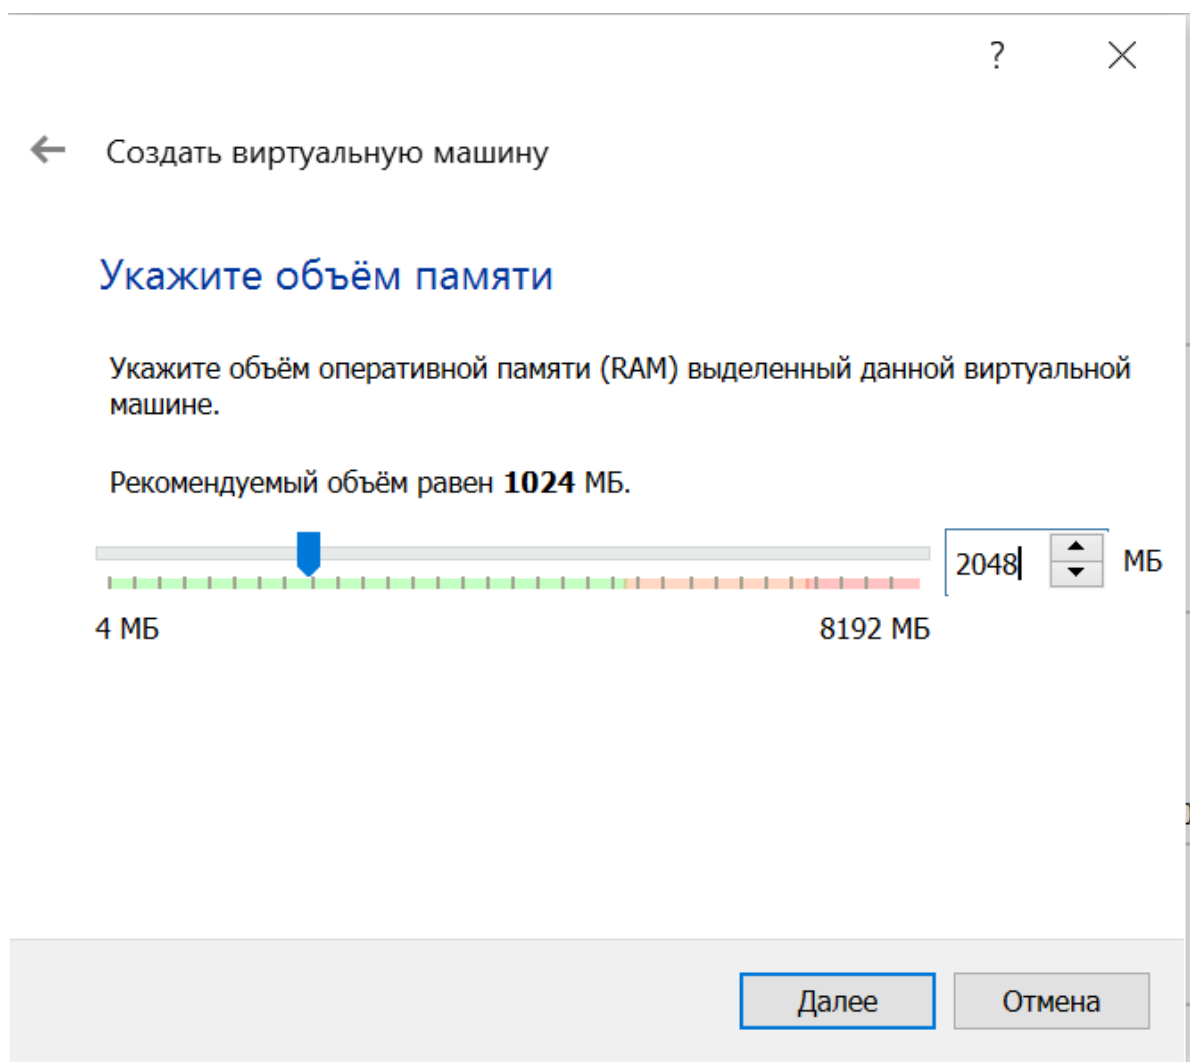 ?
Создать виртуальную машину
Укажите объём памяти
Укажите объём оперативной памяти (RAM) выделенный данной виртуальной
машине.
Рекомендуемый объём равен 1024 МБ.
2048 МБ
4 МБ 8192 МБ
Далее Отмена